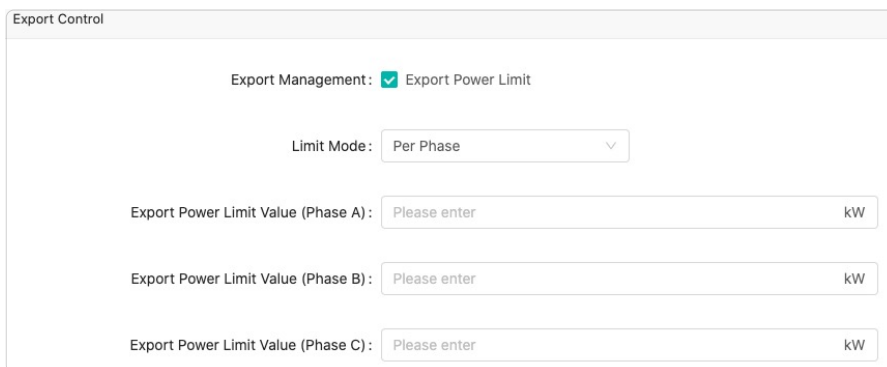 Export Control
Export Management: Export Power Limit
Limit Mode: Per Phase
Export Power Limit Value (Phase A): Please enter kW
Export Power Limit Value (Phase B): Please enter kW
Export Power Limit Value (Phase C): Please enter kW